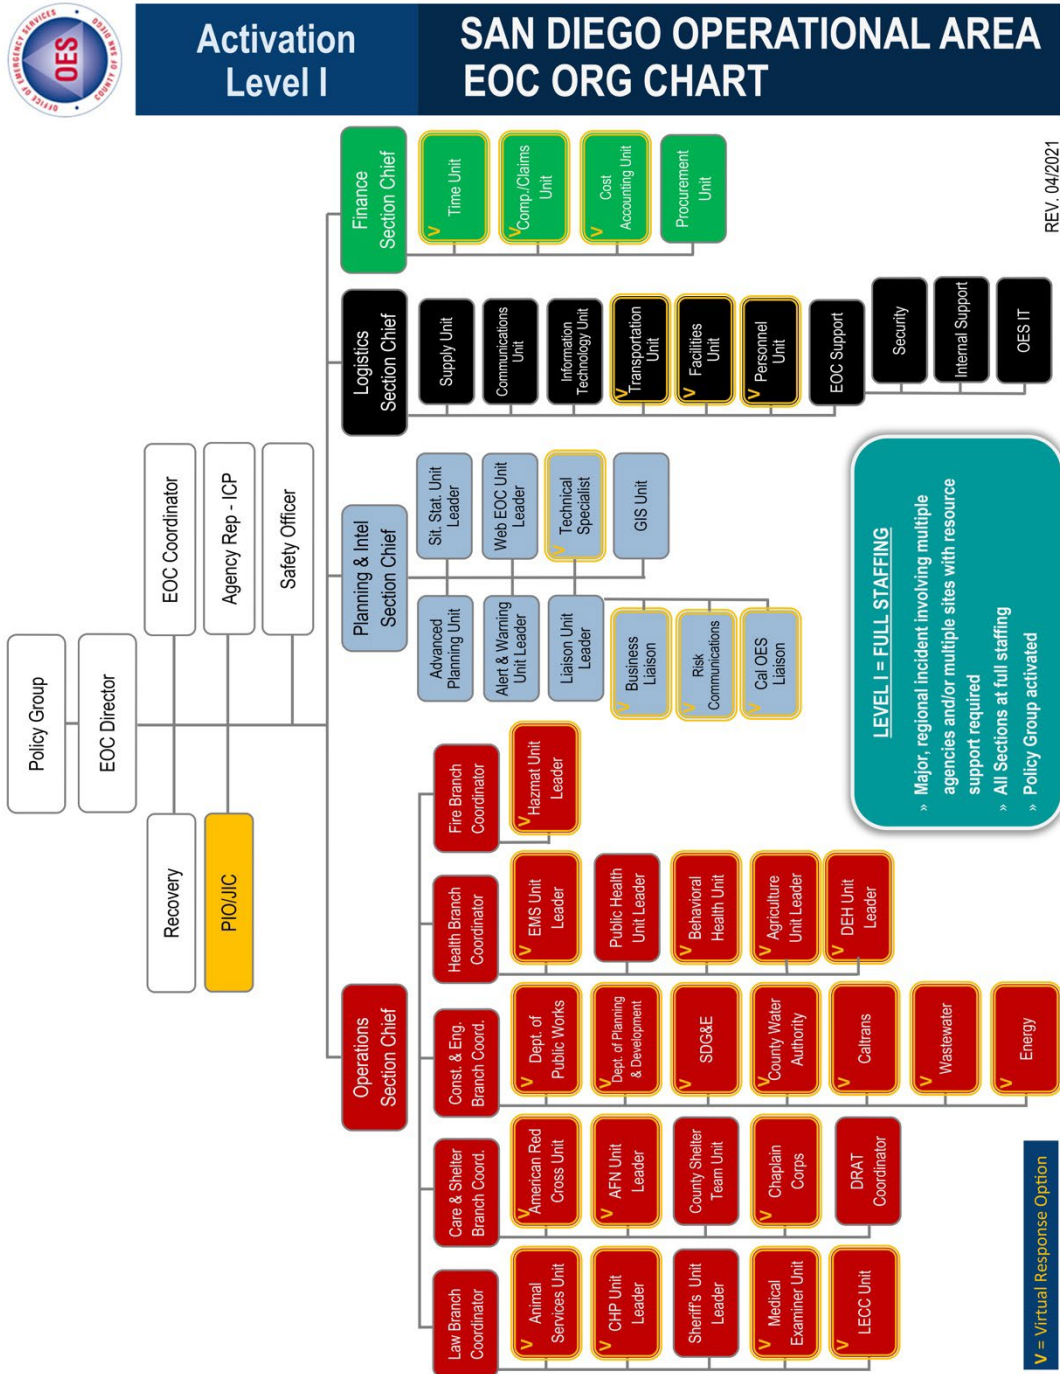 OFFICE OF EMERGENCY SERVICES
OES
COUNTY OF SAN DIEGO
Activation
Level I
SAN DIEGO OPERATIONAL AREA
EOC ORG CHART
Policy Group
EOC Director
Recovery
EOC Coordinator
PIO/JIC
Agency Rep - ICP
Safety Officer
Operations
Section Chief
Planning & Intel
Section Chief
Logistics
Section Chief
Finance
Section Chief
Law Branch
Coordinator
V
Animal
Services Unit
V
CHP Unit
Leader
Sheriff's Unit
Leader
V
Medical
Examiner Unit
V
LECC Unit
Care & Shelter
Branch Coord.
V
American Red
Cross Unit
V
AFN Unit
Leader
County Shelter
Team Unit
V
Chaplain
Corps
DRAT
Coordinator
Const. & Eng.
Branch Coord.
V
Dept. of
Public Works
V
Dept. of Planning
& Development
V
SDG&E
V
County Water
Authority
V
Caltrans
V
Wastewater
V
Energy
Health Branch
Coordinator
V
EMS Unit
Leader
Public Health
Unit Leader
V
Behavioral
Health Unit
V
Agriculture
Unit Leader
V
DEH Unit
Leader
Fire Branch
Coordinator
V
Hazmat Unit
Leader
Advanced
Planning Unit
Alert & Warning
Unit Leader
Liaison Unit
Leader
V
Business
Liaison
V
Risk
Communications
V
Cal OES
Liaison
Sit. Stat. Unit
Leader
Web EOC Unit
Leader
V
Technical
Specialist
GIS Unit
Supply Unit
Communications
Unit
Information
Technology Unit
V
Transportation
Unit
V
Facilities
Unit
V
Personnel
Unit
EOC Support
Security
Internal Support
OES IT
V
Time Unit
V
Comp./Claims
Unit
V
Cost
Accounting Unit
Procurement
Unit
LEVEL I = FULL STAFFING
» Major, regional incident involving multiple
agencies and/or multiple sites with resource
support required
» All Sections at full staffing
» Policy Group activated
V = Virtual Response Option
REV. 04/2021